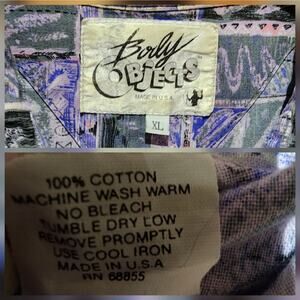 Body
OBJECTS
MADE IN U.S.A
XL
100% COTTON
MACHINE WASH WARM
NO BLEACH
TUMBLE DRY LOW
REMOVE PROMPTLY
USE COOL IRON
MADE IN U.S.A
RN 68855